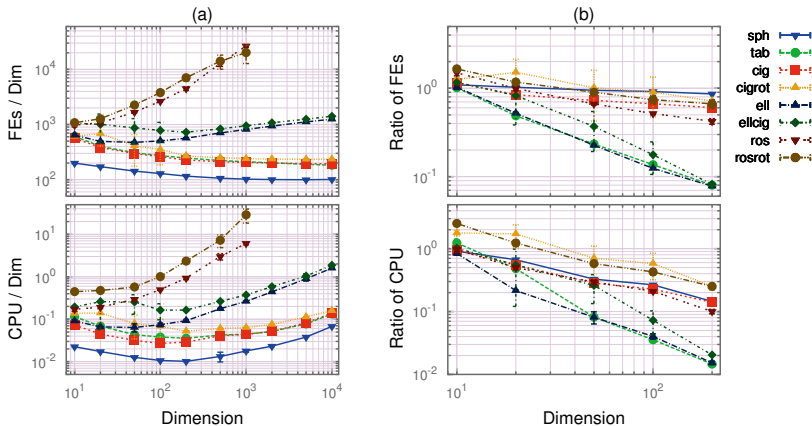 (a)
(b)
FEs / Dim
10^4
10^3
10^2
CPU / Dim
10^1
10^0
10^-1
10^-2
10^1
10^2
10^3
10^4
Dimension
Ratio of FEs
10^0
10^-1
Ratio of CPU
10^0
10^-1
10^-2
10^1
10^2
Dimension
sph
tab
cig
cigrot
ell
ellcig
ros
rosrot